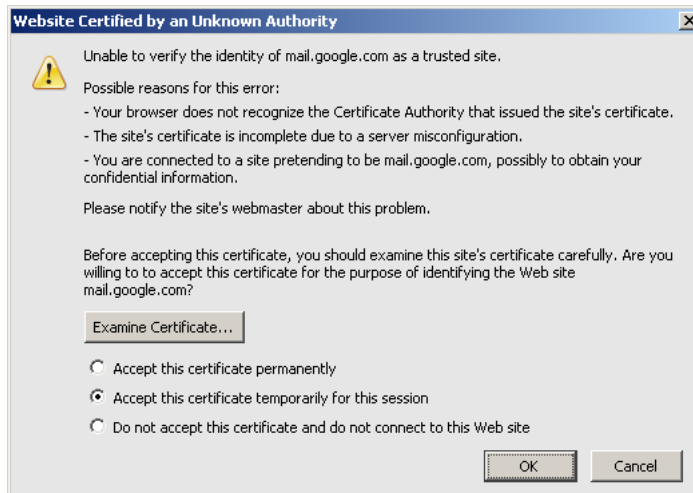 Website Certified by an Unknown Authority
Unable to verify the identity of mail.google.com as a trusted site.
Possible reasons for this error:
- Your browser does not recognize the Certificate Authority that issued the site's certificate.
- The site's certificate is incomplete due to a server misconfiguration.
- You are connected to a site pretending to be mail.google.com, possibly to obtain your
confidential information.
Please notify the site's webmaster about this problem.
Before accepting this certificate, you should examine this site's certificate carefully. Are you
willing to to accept this certificate for the purpose of identifying the Web site
mail.google.com?
Examine Certificate...
Accept this certificate permanently
Accept this certificate temporarily for this session
Do not accept this certificate and do not connect to this Web site
OK Cancel